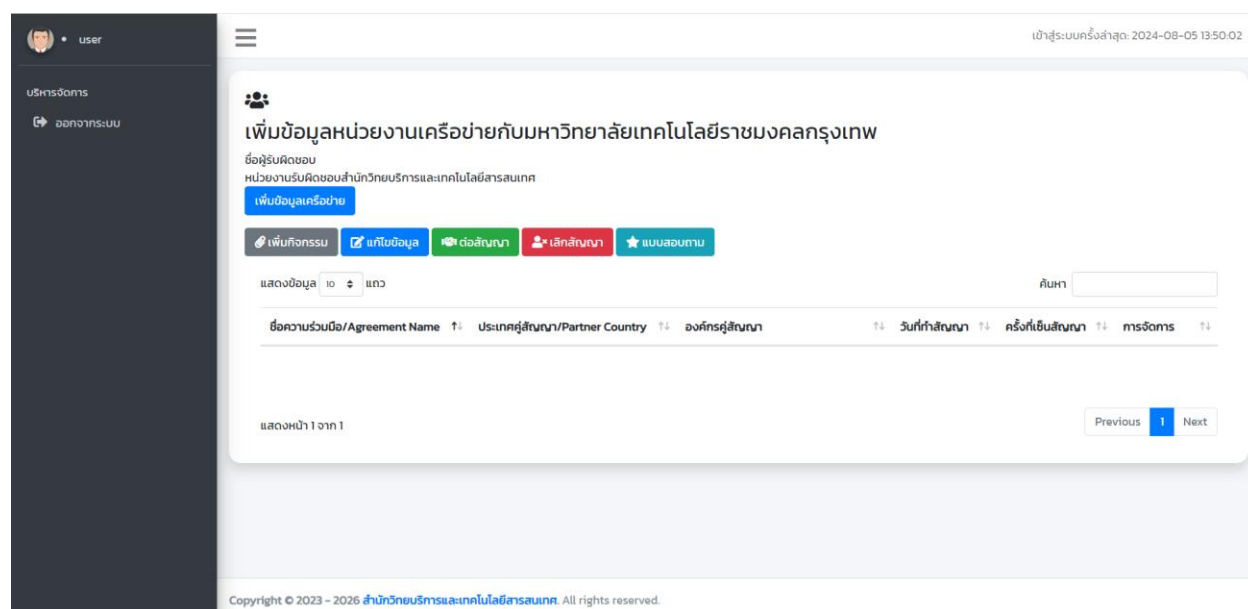 user
เข้าสู่ระบบครั้งล่าสุด: 2024-08-05 13:50:02
บริหารจัดการ
ออกจากระบบ
เพิ่มข้อมูลหน่วยงานเครือข่ายกับมหาวิทยาลัยเทคโนโลยีราชมงคลกรุงเทพ
ชื่อผู้รับผิดชอบ
หน่วยงานรับผิดชอบสำนักวิทยบริการและเทคโนโลยีสารสนเทศ
เพิ่มข้อมูลเครือข่าย
เพิ่มกิจกรรม แก้ไขข้อมูล ต่อสัญญา เลิกสัญญา แบบสอบถาม
แสดงข้อมูล 10 แถว ค้นหา
ชื่อความร่วมมือ/Agreement Name ประเทศคู่สัญญา/Partner Country องค์กรคู่สัญญา วันที่ทำสัญญา ครั้งที่เซ็นสัญญา การจัดการ
แสดงหน้า 1 จาก 1 Previous 1 Next
Copyright © 2023 - 2026 สำนักวิทยบริการและเทคโนโลยีสารสนเทศ. All rights reserved.